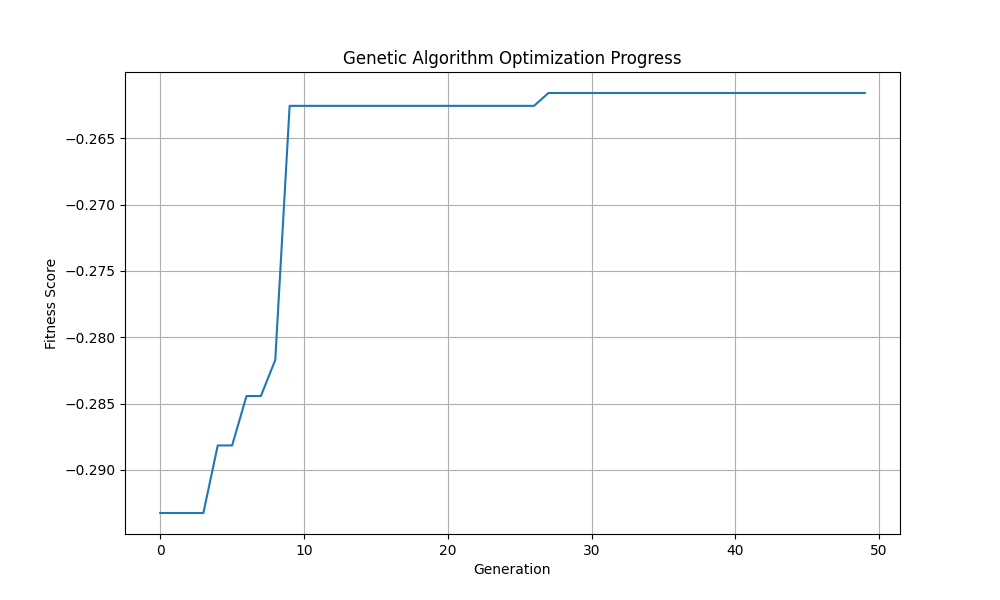 Genetic Algorithm Optimization Progress
Fitness Score
−0.265
−0.270
−0.275
−0.280
−0.285
−0.290
0 10 20 30 40 50
Generation